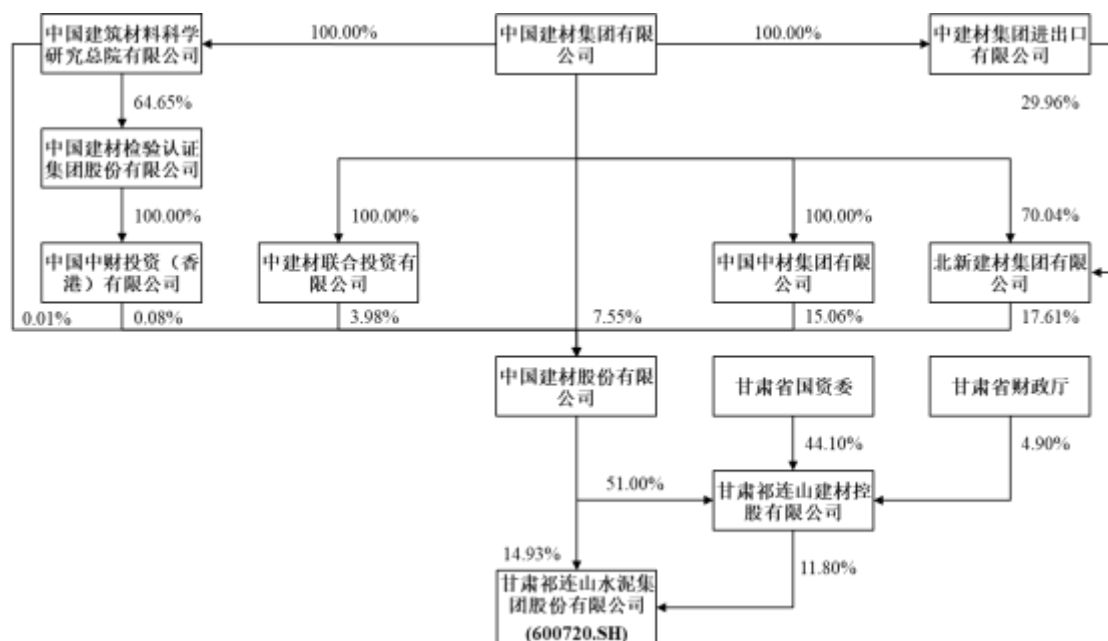 中国建筑材料科学
研究总院有限公司
100.00%
中国建材集团有限
公司
100.00%
中建材集团进出口
有限公司
64.65%
29.96%
中国建材检验认证
集团股份有限公司
100.00%
100.00%
100.00%
70.04%
中国中财投资（香
港）有限公司
中建材联合投资有
限公司
中国中材集团有限
公司
北新建材集团有限
公司
0.01%
0.08%
3.98%
7.55%
15.06%
17.61%
中国建材股份有限
公司
甘肃省国资委
甘肃省财政厅
44.10%
4.90%
51.00%
甘肃祁连山建材控
股有限公司
14.93%
11.80%
甘肃祁连山水泥集
团股份有限公司
(600720.SH)